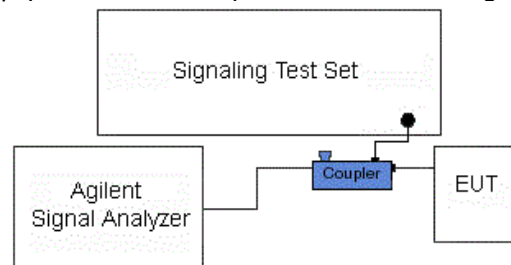 Signaling Test Set
Coupler
Agilent
Signal Analyzer
EUT